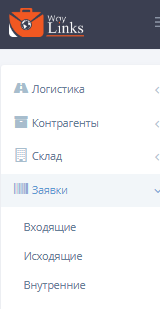 Way
Links
Логистика
Контрагенты
Склад
Заявки
Входящие
Исходящие
Внутренние